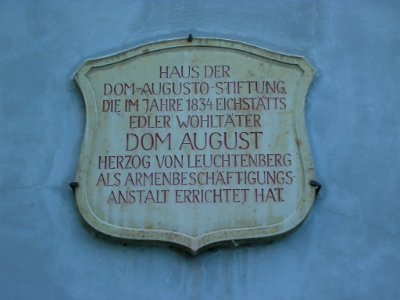 HAUS DER
DOM-AUGUSTO-STIFTUNG,
DIE IM JAHRE 1834 EICHSTÄTTS
EDLER WOHLTÄTER
DOM AUGUST
HERZOG VON LEUCHTENBERG
ALS ARMENBESCHÄFTIGUNGS-
ANSTALT ERRICHTET HAT.